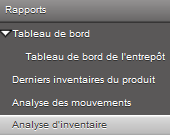 Rapports
Tableau de bord
Tableau de bord de l'entrepôt
Derniers inventaires du produit
Analyse des mouvements
Analyse d'inventaire